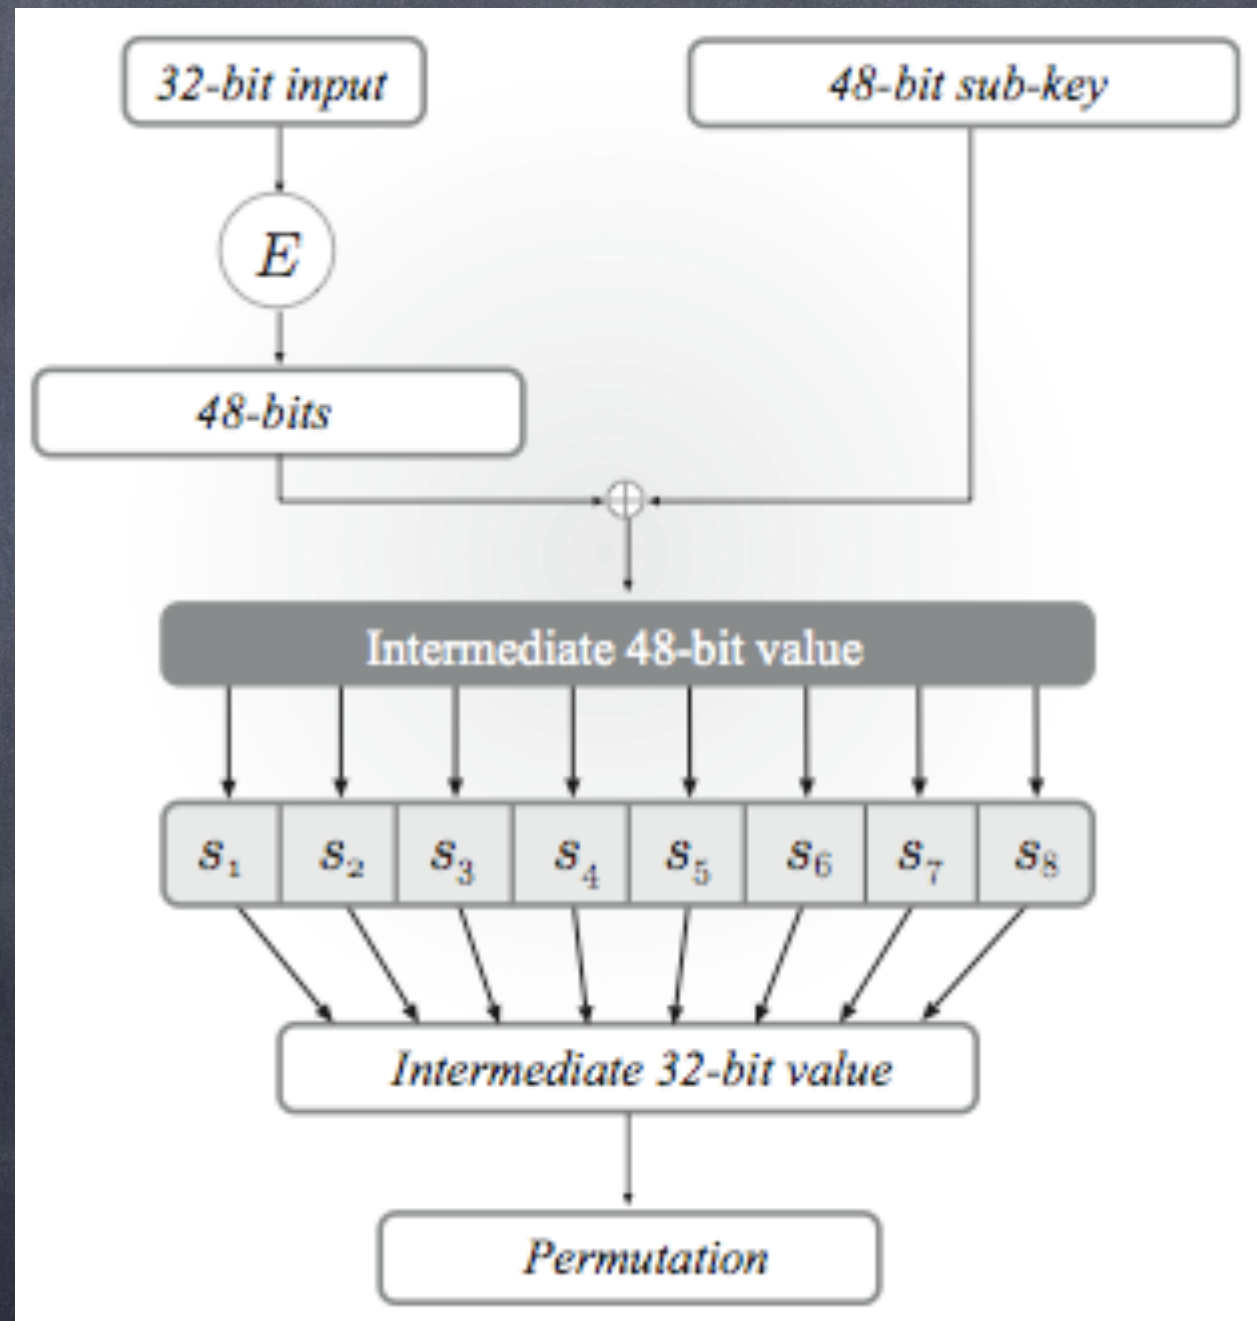 32-bit input
48-bit sub-key
E
48-bits
Intermediate 48-bit value
s₁ s₂ s₃ s₄ s₅ s₆ s₇ s₈
Intermediate 32-bit value
Permutation